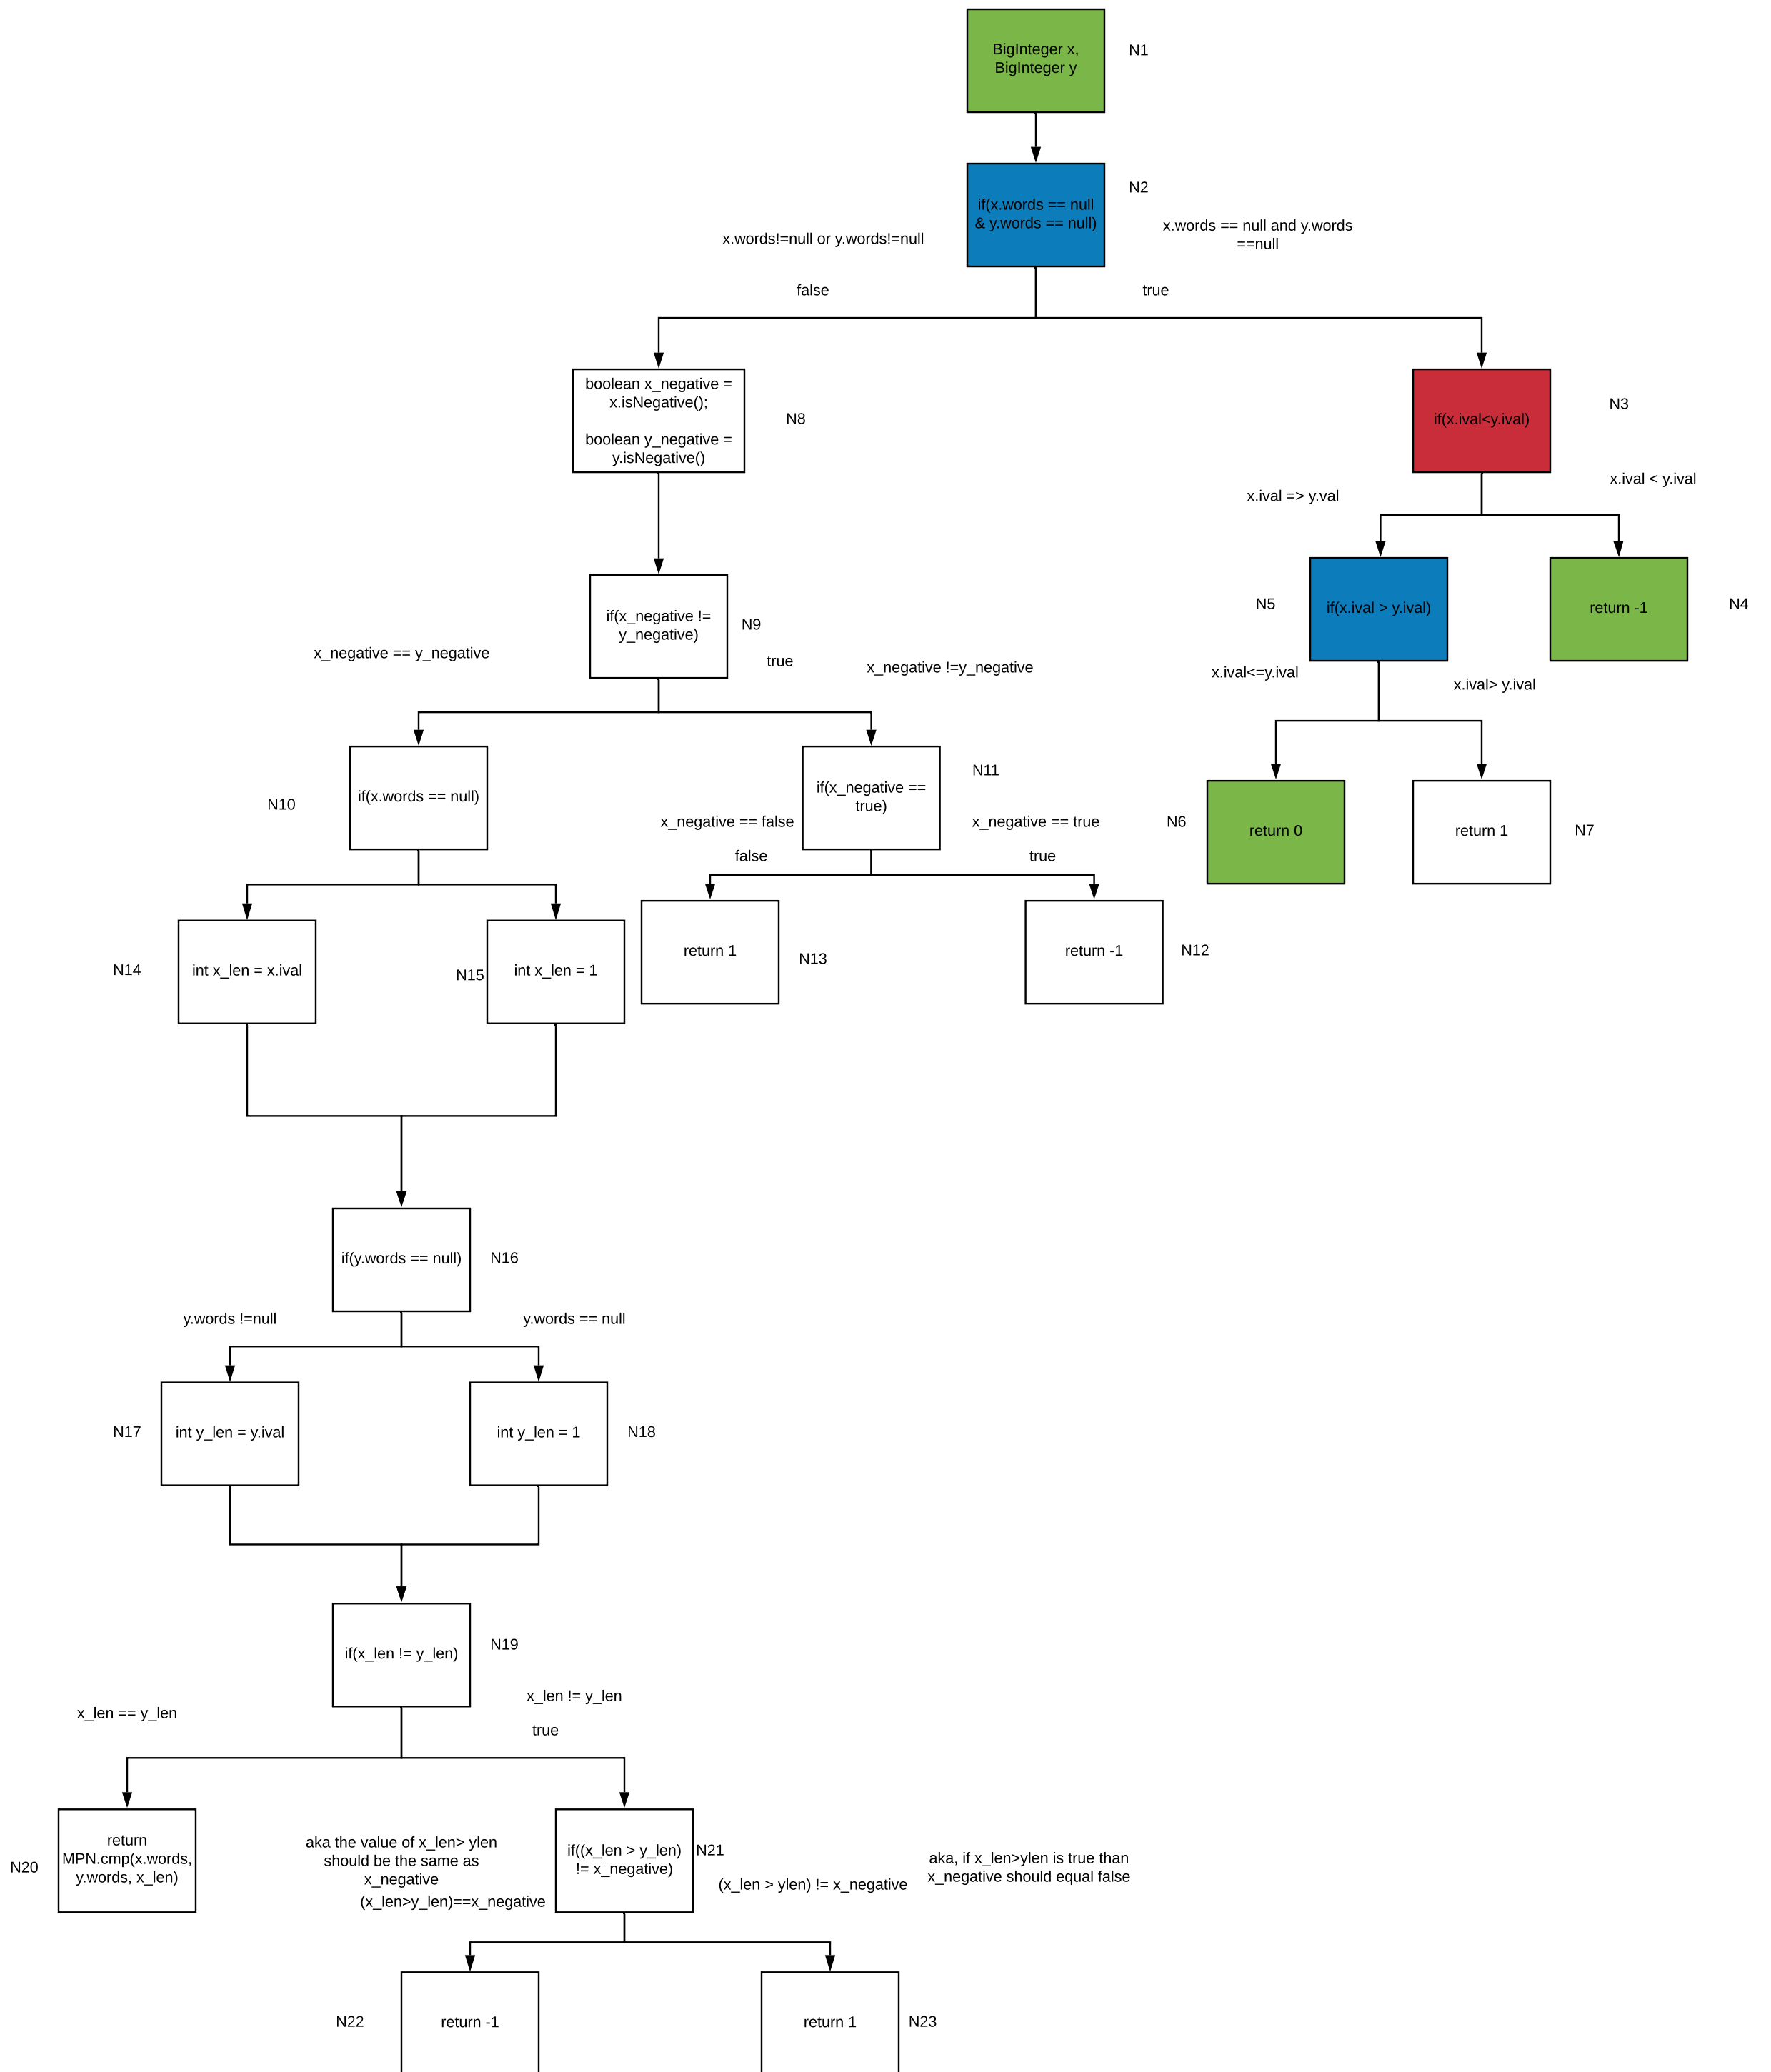 BigInteger x,
BigInteger y
N1
if(x.words == null
& y.words == null)
N2
x.words!=null or y.words!=null
x.words == null and y.words
==null
false
true
boolean x_negative =
x.isNegative();
boolean y_negative =
y.isNegative()
N8
if(x.ival<y.ival)
N3
x.ival => y.val
x.ival < y.ival
if(x_negative !=
y_negative)
N9
N5
if(x.ival > y.ival)
return -1
N4
x_negative == y_negative
true
x_negative !=y_negative
x.ival<=y.ival
x.ival> y.ival
N10
if(x.words == null)
if(x_negative ==
true)
N11
x_negative == false
x_negative == true
false
true
N6
return 0
return 1
N7
N14
int x_len = x.ival
N15
int x_len = 1
return 1
N13
return -1
N12
if(y.words == null)
N16
y.words !=null
y.words == null
N17
int y_len = y.ival
int y_len = 1
N18
if(x_len != y_len)
N19
x_len == y_len
x_len != y_len
true
N20
return
MPN.cmp(x.words,
y.words, x_len)
aka the value of x_len> ylen
should be the same as
x_negative
(x_len>y_len)==x_negative
if((x_len > y_len)
!= x_negative)
N21
(x_len > ylen) != x_negative
aka, if x_len>ylen is true than
x_negative should equal false
N22
return -1
return 1
N23